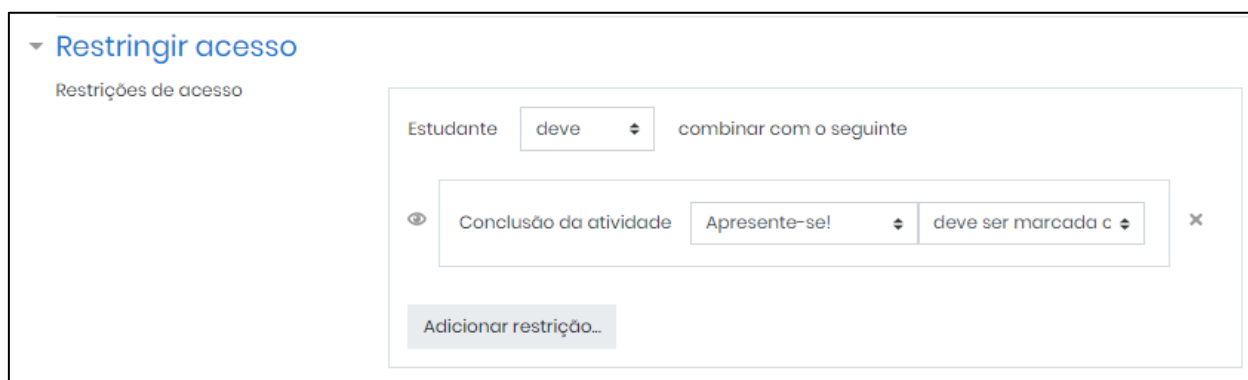 Restringir acesso
Restrições de acesso
Estudante deve combinar com o seguinte
Conclusão da atividade Apresente-se! deve ser marcada c
Adicionar restrição...